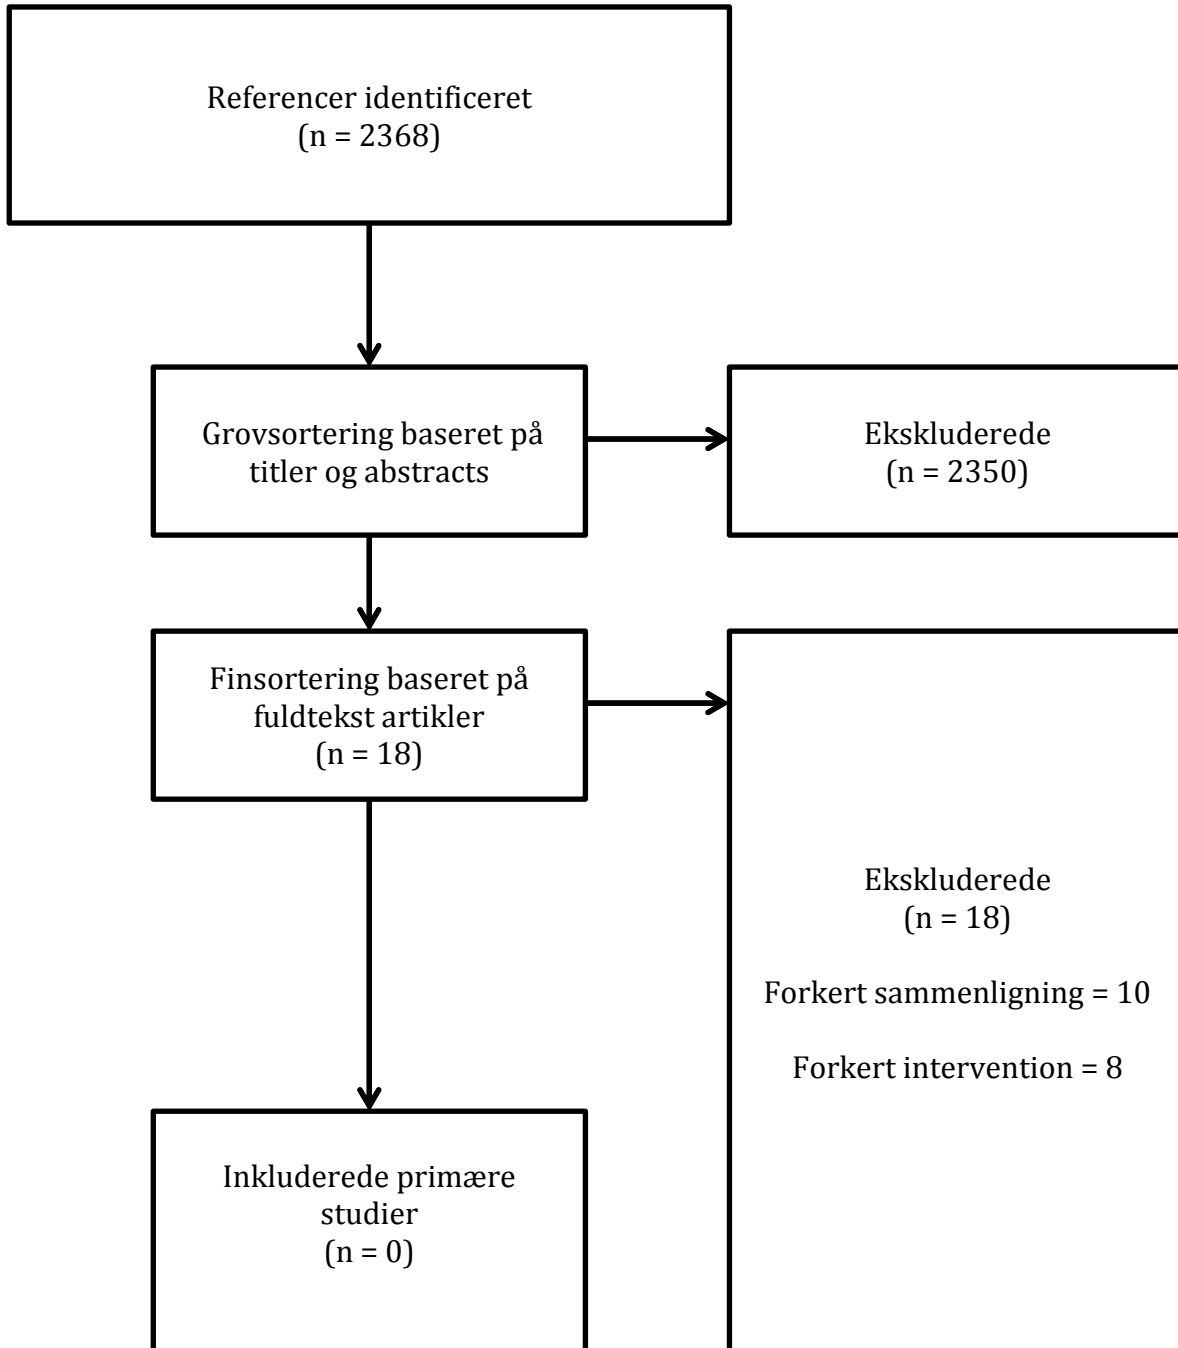 Referencer identificeret
(n = 2368)
Grovsortering baseret på
titler og abstracts
Ekskluderede
(n = 2350)
Finsortering baseret på
fuldtekst artikler
(n = 18)
Ekskluderede
(n = 18)
Forkert sammenligning = 10
Forkert intervention = 8
Inkluderede primære
studier
(n = 0)